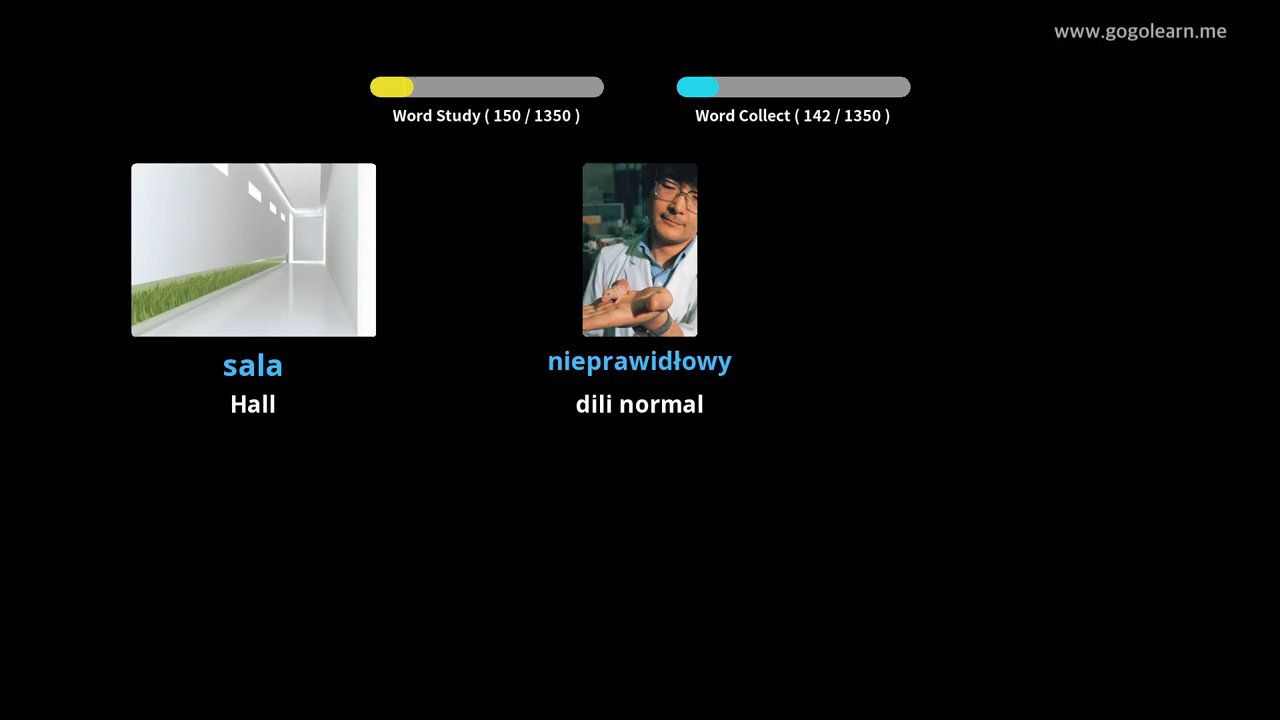 www.gogolearn.me
Word Study ( 150 / 1350 )
Word Collect ( 142 / 1350 )
sala
Hall
nieprawidłowy
dili normal